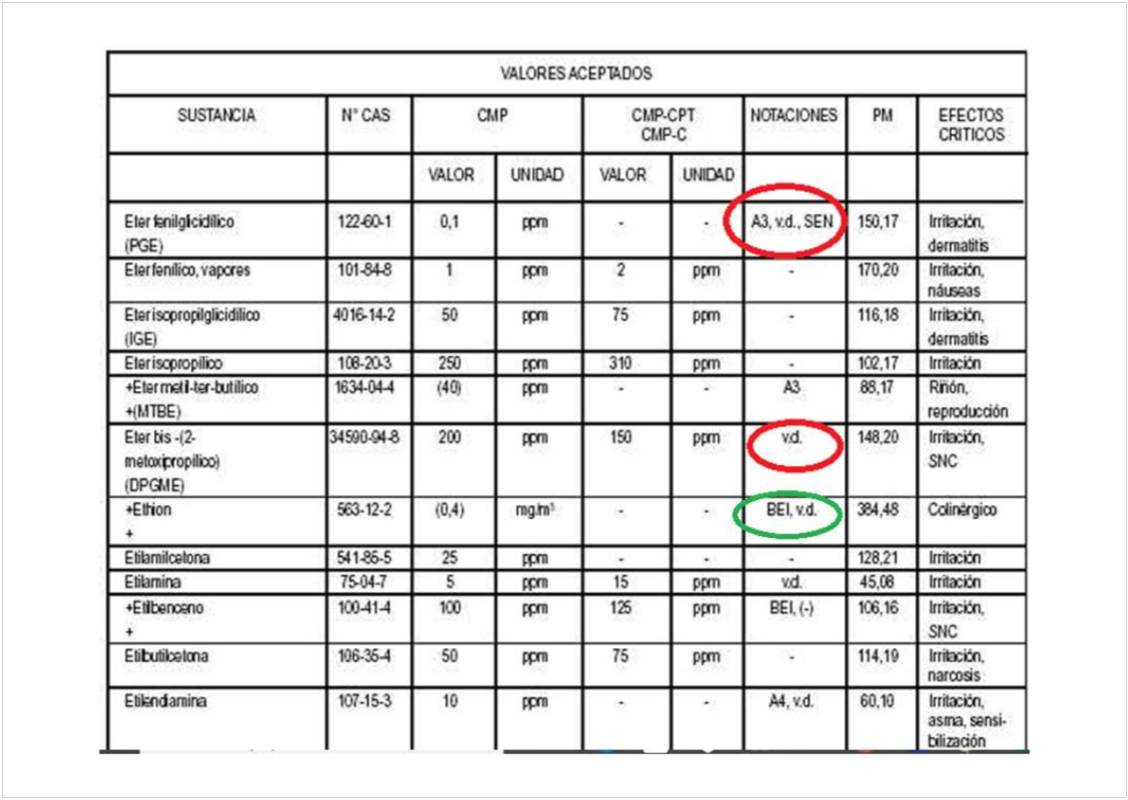 VALORES ACEPTADOS
SUSTANCIA N° CAS CMP CMP-CPT NOTACIONES PM EFECTOS
CMP-C CRITICOS
VALOR UNIDAD VALOR UNIDAD
Eter fenilglicidílico 122-60-1 0,1 ppm - - A3, v.d., SEN 150,17 Irritación,
(PGE) dermatitis
Eter fenílico, vapores 101-84-8 1 ppm 2 ppm - 170,20 Irritación,
náuseas
Eter isopropilglicidílico 4016-14-2 50 ppm 75 ppm - 116,18 Irritación,
(IGE) dermatitis
Eter isopropílico 108-20-3 250 ppm 310 ppm - 102,17 Irritación
+Eter metil-ter-butílico 1634-04-4 (40) ppm - - A3 88,17 Riñón,
+(MTBE) reproducción
Eter bis -(2- 34590-94-8 200 ppm 150 ppm v.d. 148,20 Irritación,
metoxipropílico) SNC
(DPGME)
+Ethion 563-12-2 (0,4) mg/m³ - - BEI, v.d. 384,48 Colinérgico
+
Etilamilcetona 541-85-5 25 ppm - - - 128,21 Irritación
Etilamina 75-04-7 5 ppm 15 ppm v.d. 45,08 Irritación
+Etilbenceno 100-41-4 100 ppm 125 ppm BEI, (-) 106,16 Irritación,
+ SNC
Etilbutilcetona 106-35-4 50 ppm 75 ppm - 114,19 Irritación,
narcosis
Etilendiamina 107-15-3 10 ppm - - A4, v.d. 60,10 Irritación,
asma, sensi-
bilización